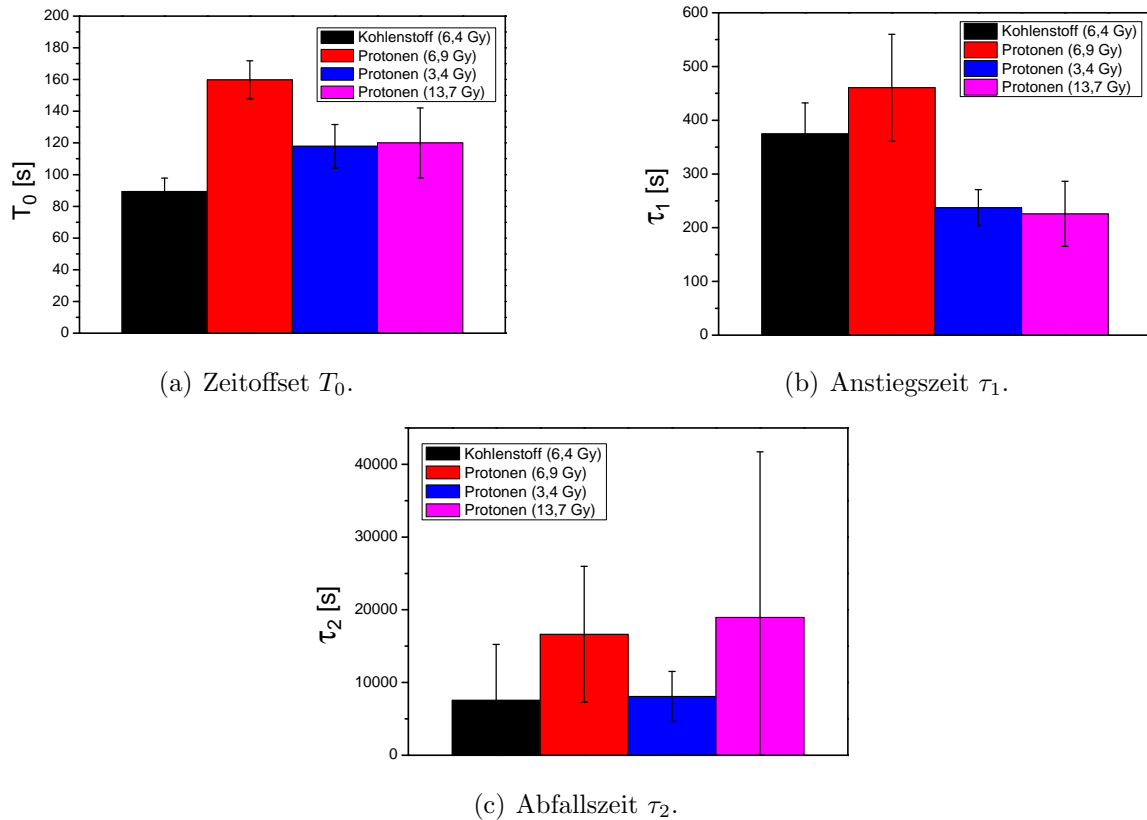 200
180
160
140
120
100
80
60
40
20
0
T₀ [s]
Kohlenstoff (6,4 Gy)
Protonen (6,9 Gy)
Protonen (3,4 Gy)
Protonen (13,7 Gy)
(a) Zeitoffset T₀.
600
500
400
300
200
100
0
τ₁ [s]
Kohlenstoff (6,4 Gy)
Protonen (6,9 Gy)
Protonen (3,4 Gy)
Protonen (13,7 Gy)
(b) Anstiegszeit τ₁.
40000
30000
20000
10000
0
τ₂ [s]
Kohlenstoff (6,4 Gy)
Protonen (6,9 Gy)
Protonen (3,4 Gy)
Protonen (13,7 Gy)
(c) Abfallszeit τ₂.